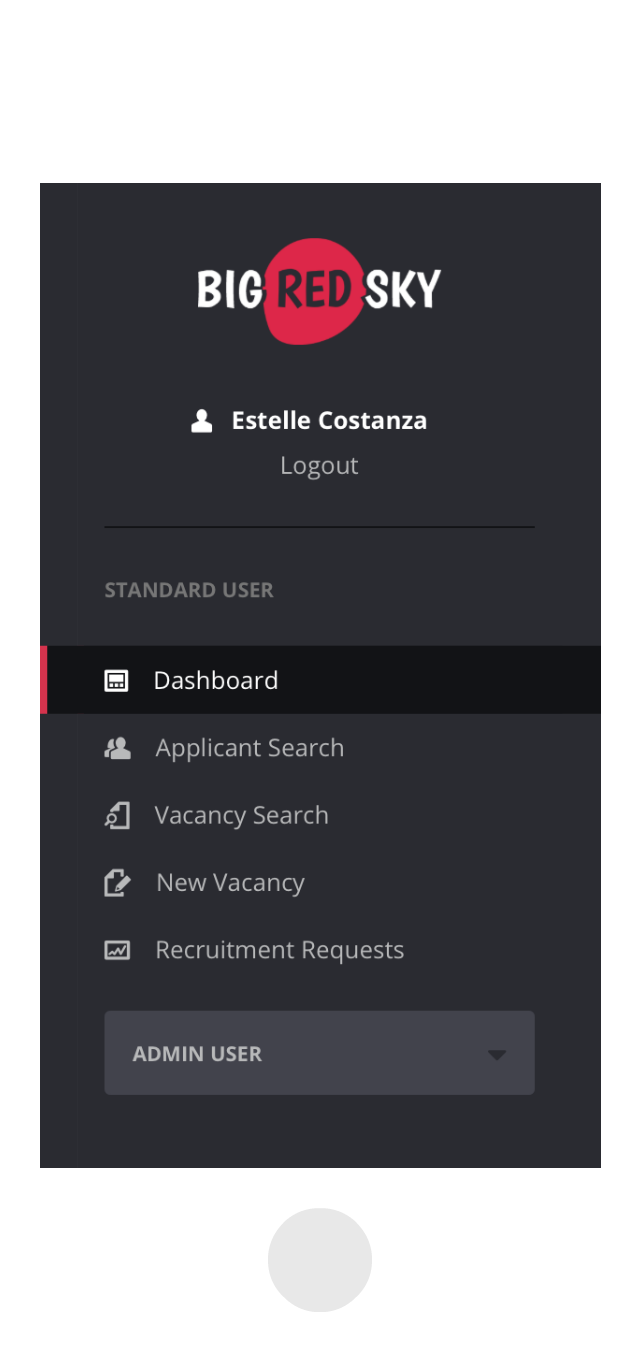 BIG RED SKY
Estelle Costanza
Logout
STANDARD USER
Dashboard
Applicant Search
Vacancy Search
New Vacancy
Recruitment Requests
ADMIN USER